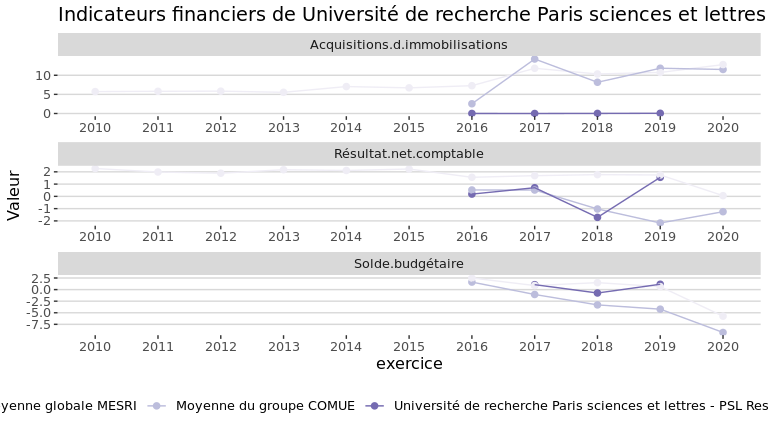 Indicateurs financiers de Université de recherche Paris sciences et lettres
Acquisitions.d.immobilisations
10
5
0
2010 2011 2012 2013 2014 2015 2016 2017 2018 2019 2020
Résultat.net.comptable
2
1
0
-1
-2
2010 2011 2012 2013 2014 2015 2016 2017 2018 2019 2020
Solde.budgétaire
2.5
0.0
-2.5
-5.0
-7.5
2010 2011 2012 2013 2014 2015 2016 2017 2018 2019 2020
Valeur
exercice
yenne globale MESRI Moyenne du groupe COMUE Université de recherche Paris sciences et lettres - PSL Res